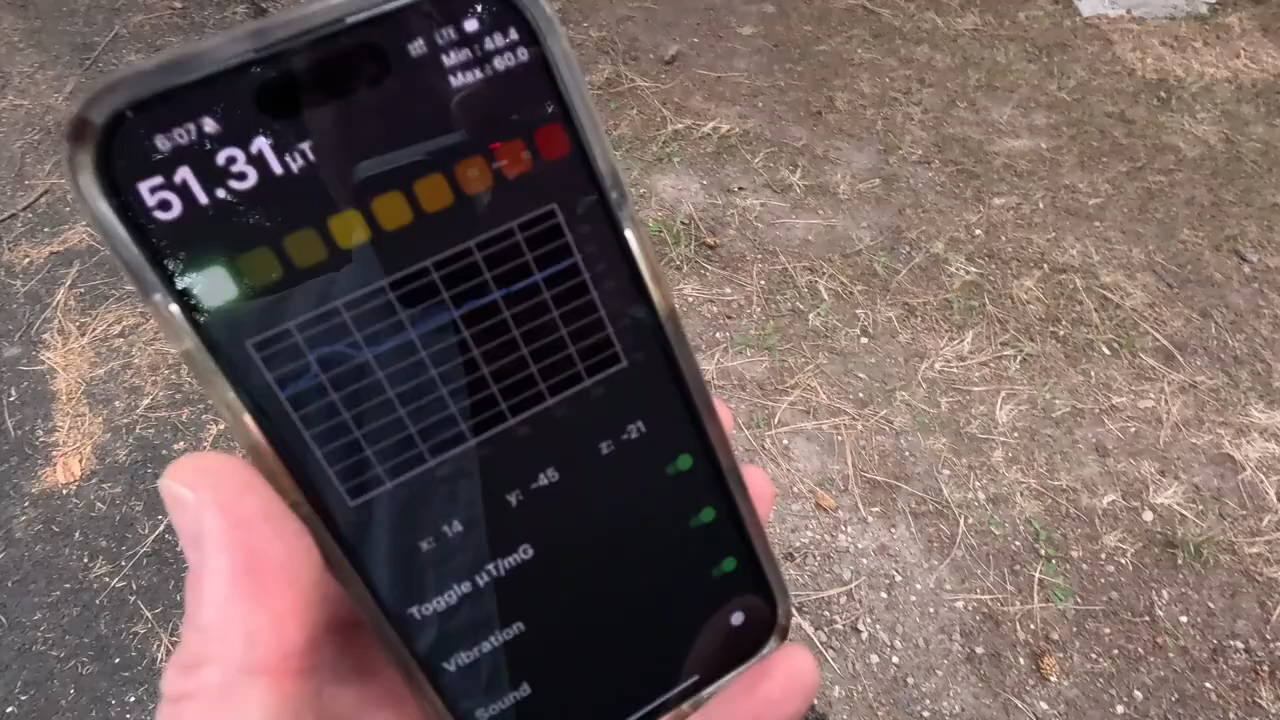 LTE
6:07
Min : 48.4
Max : 60.0
51.31 μT
x: 14 y: -45 z: -21
Toggle μT/mG
Vibration
Sound